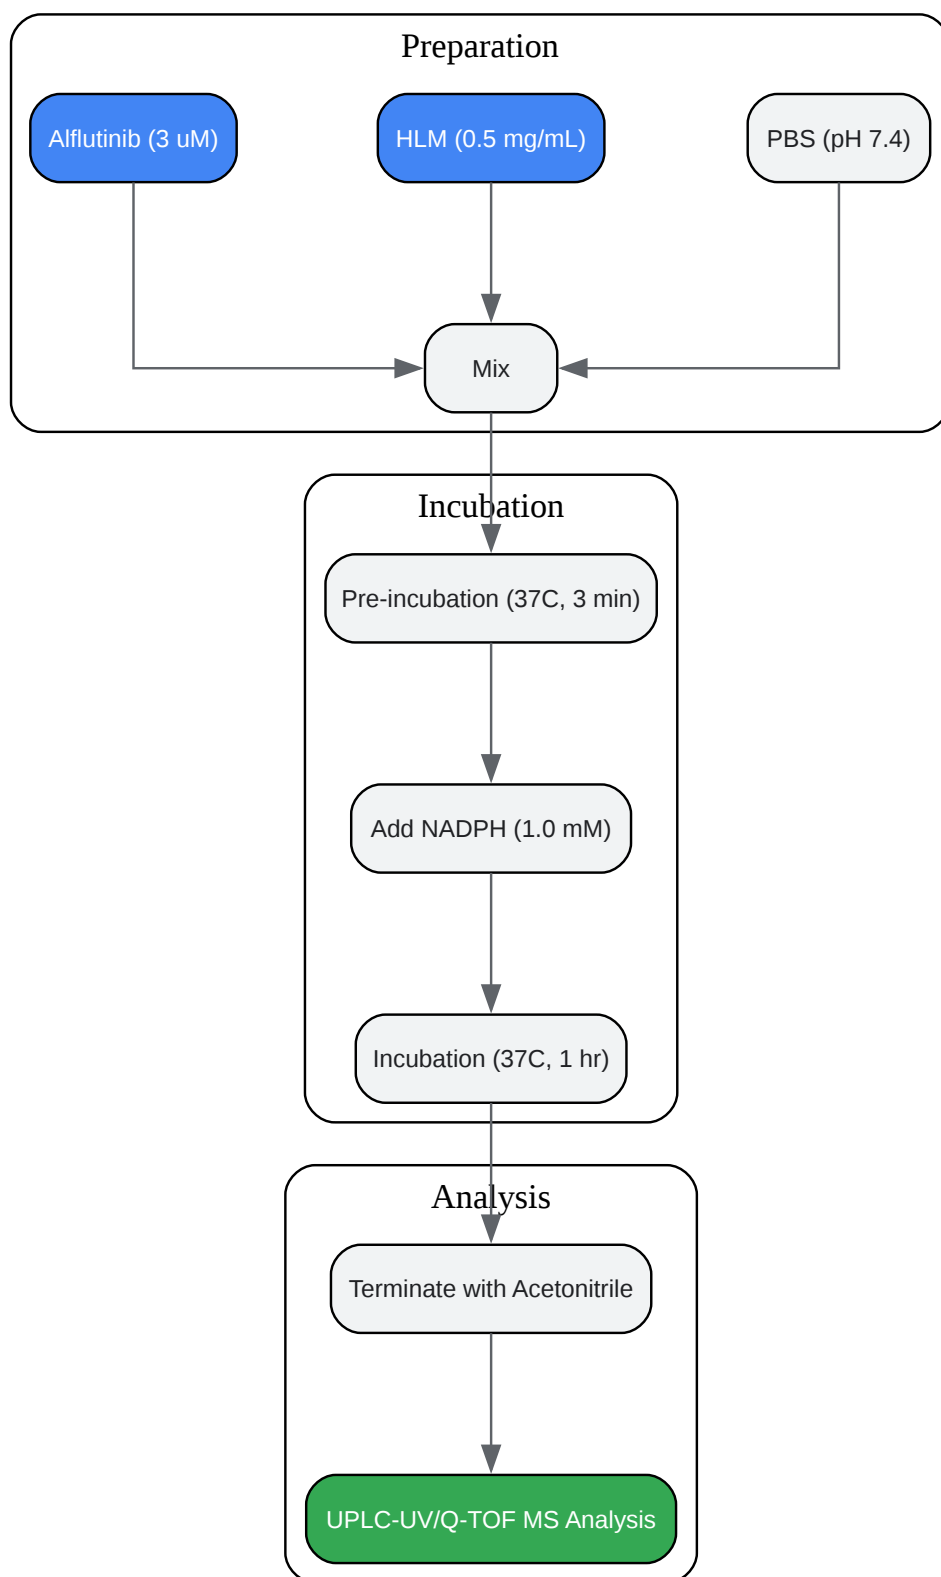 Preparation
Alflutinib (3 uM)
HLM (0.5 mg/mL)
PBS (pH 7.4)
Mix
Incubation
Pre-incubation (37C, 3 min)
Add NADPH (1.0 mM)
Incubation (37C, 1 hr)
Analysis
Terminate with Acetonitrile
UPLC-UV/Q-TOF MS Analysis